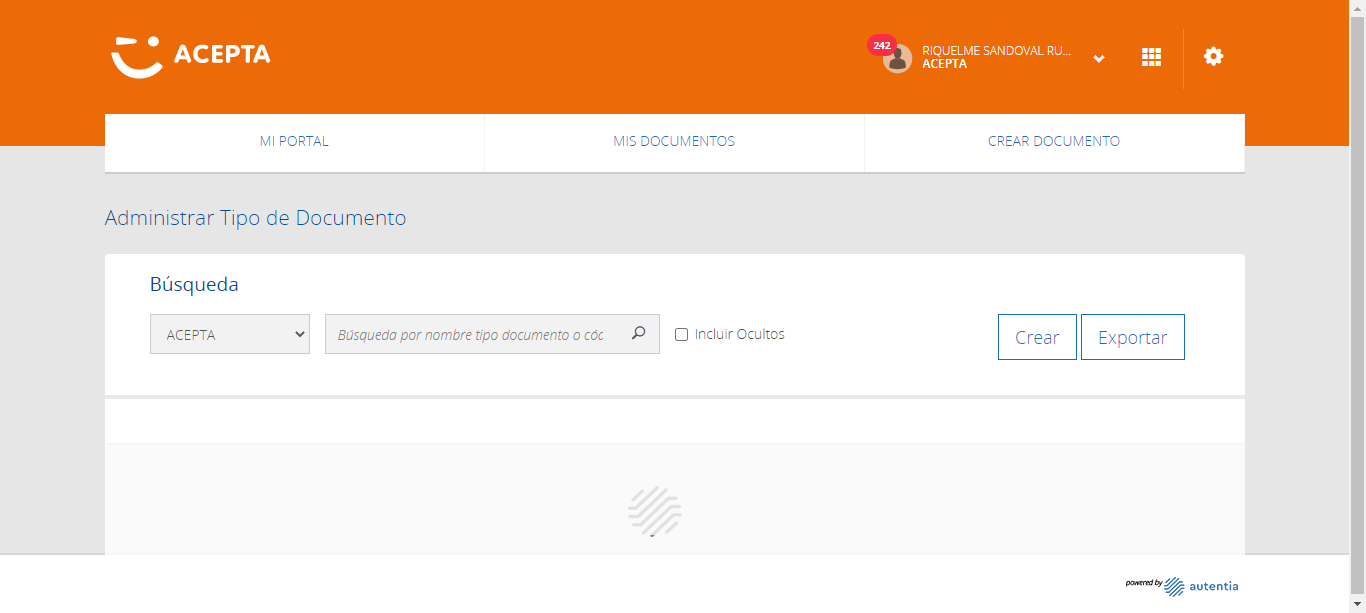 ACEPTA
242
RIQUELME SANDOVAL RU...
ACEPTA
MI PORTAL
MIS DOCUMENTOS
CREAR DOCUMENTO
Administrar Tipo de Documento
Búsqueda
ACEPTA
Búsqueda por nombre tipo documento o cóc
Incluir Ocultos
Crear
Exportar
powered by autentia